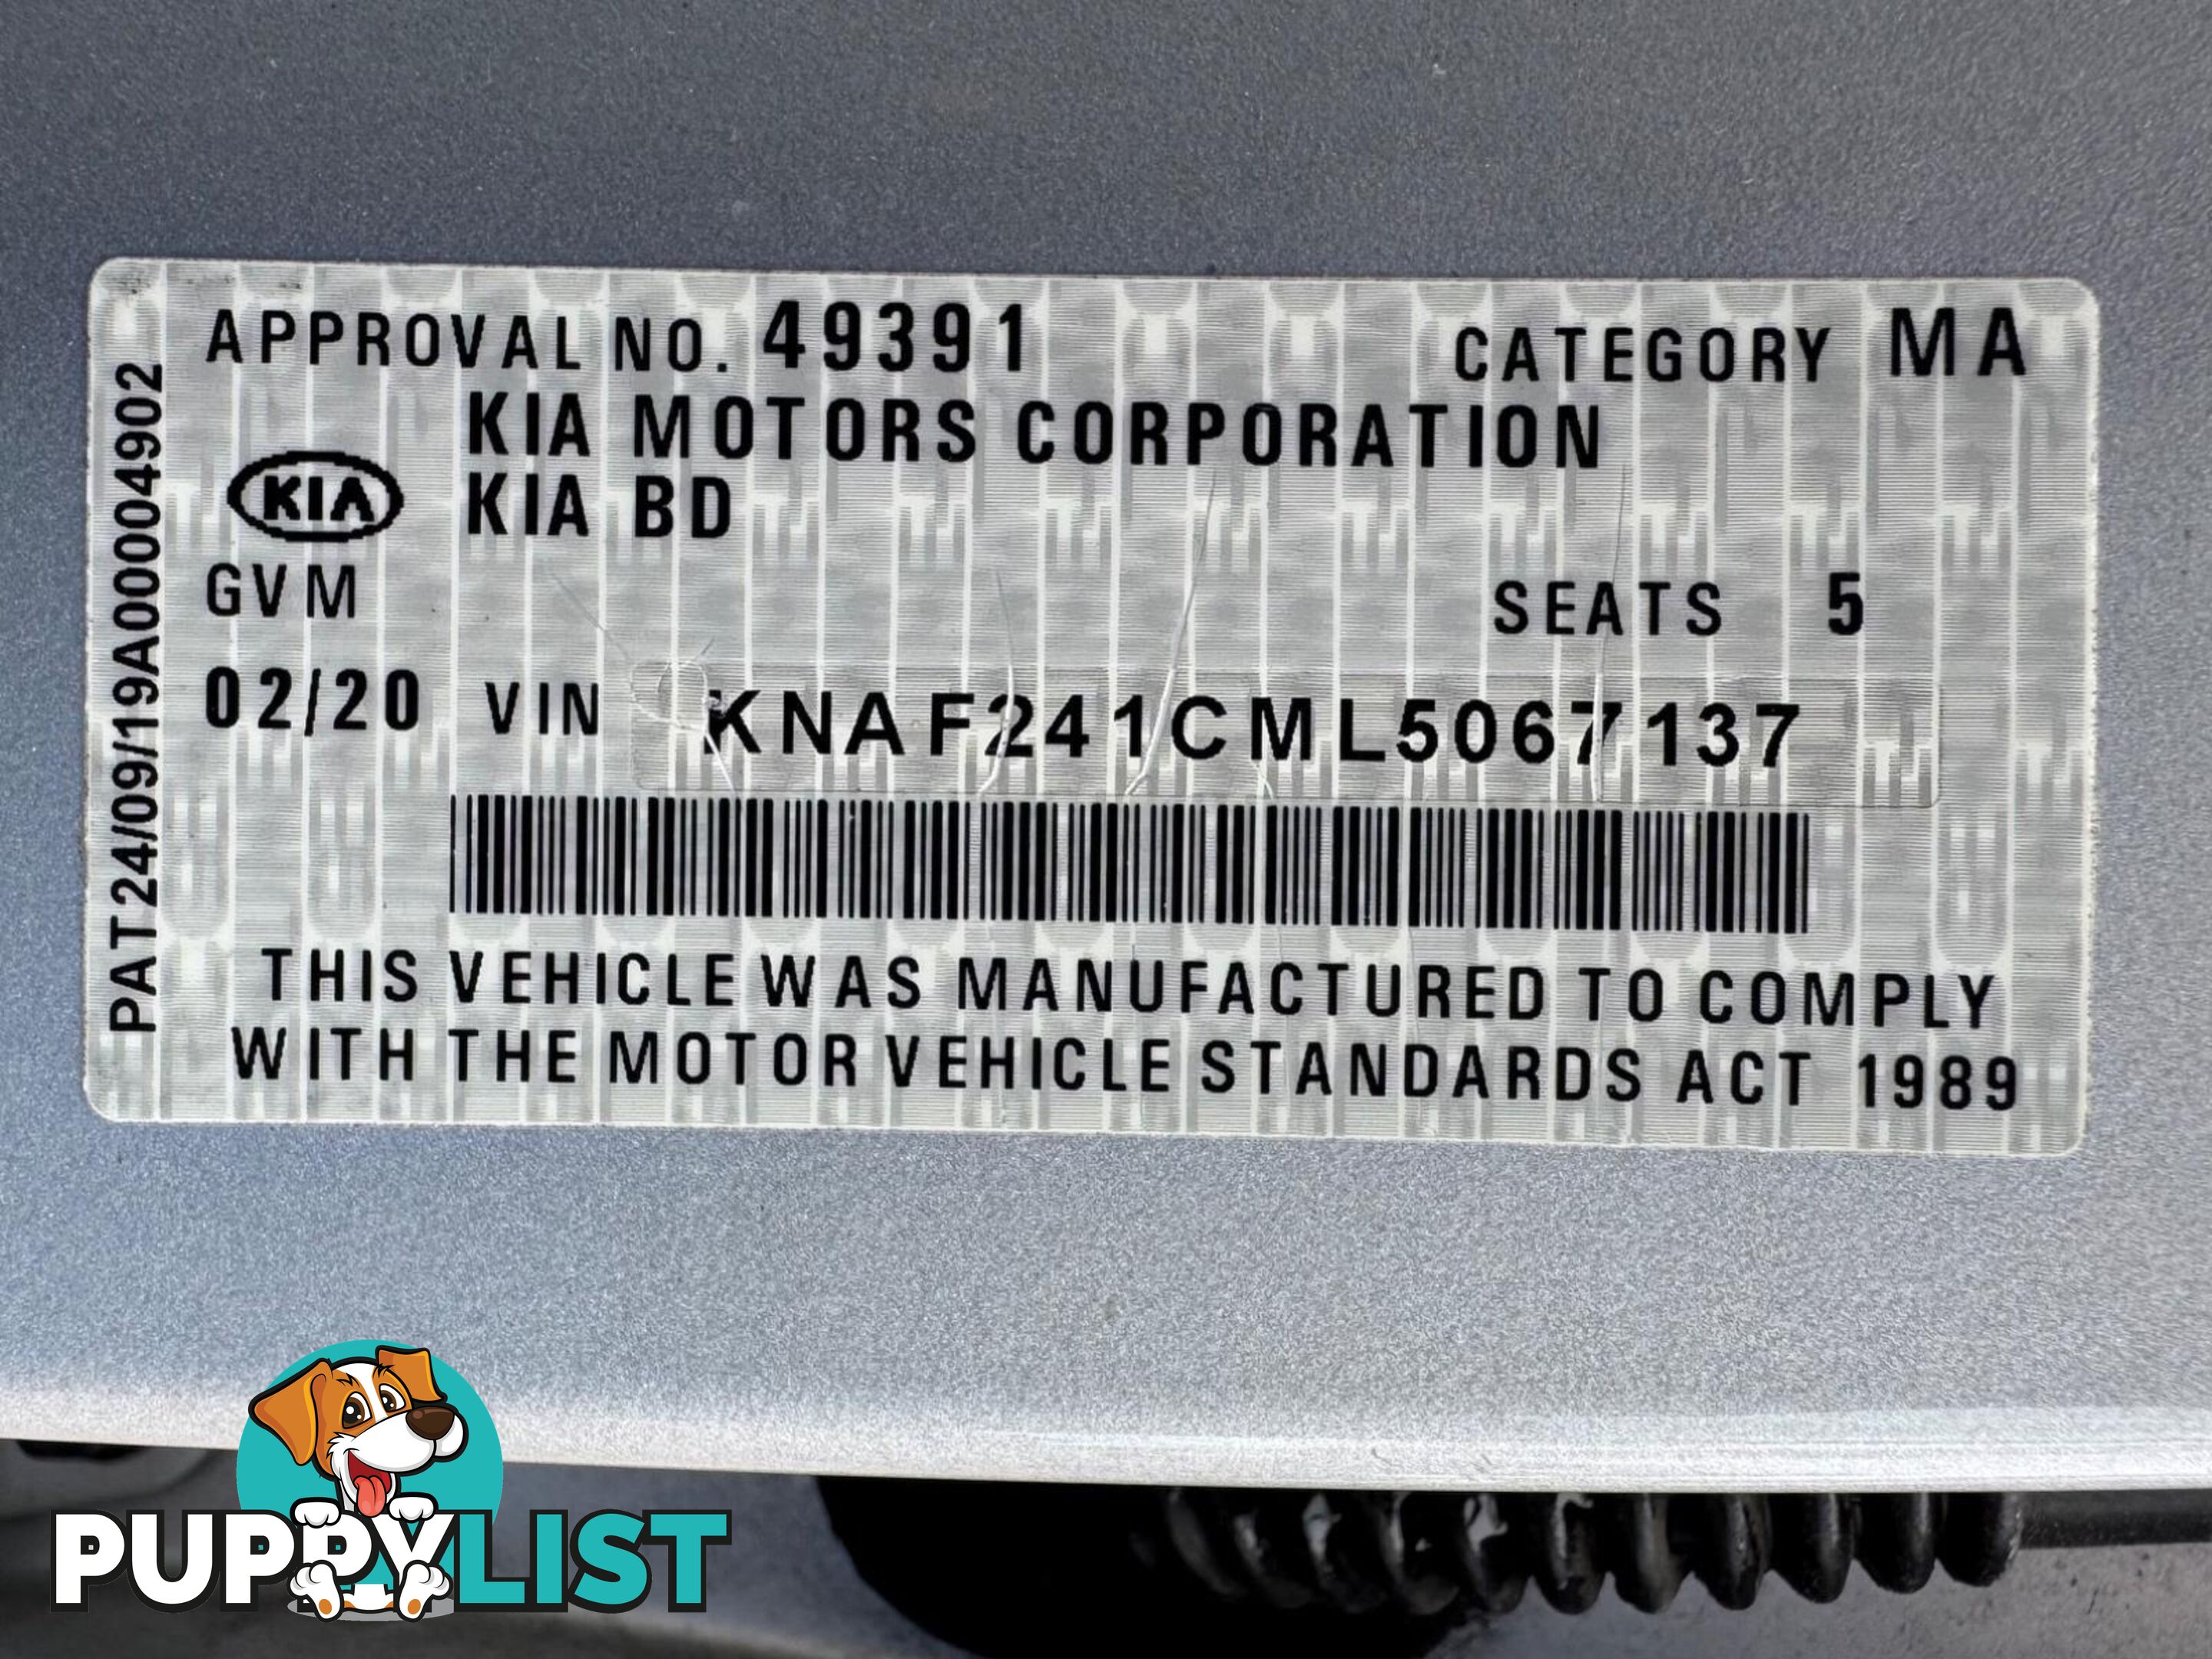 APPROVAL NO. 49391 CATEGORY MA
KIA MOTORS CORPORATION
KIA KIA BD
GVM SEATS 5
02/20 VIN KNAF241CML5067137
THIS VEHICLE WAS MANUFACTURED TO COMPLY
WITH THE MOTOR VEHICLE STANDARDS ACT 1989
PAT24/09/19A00004902
PUPPYLIST